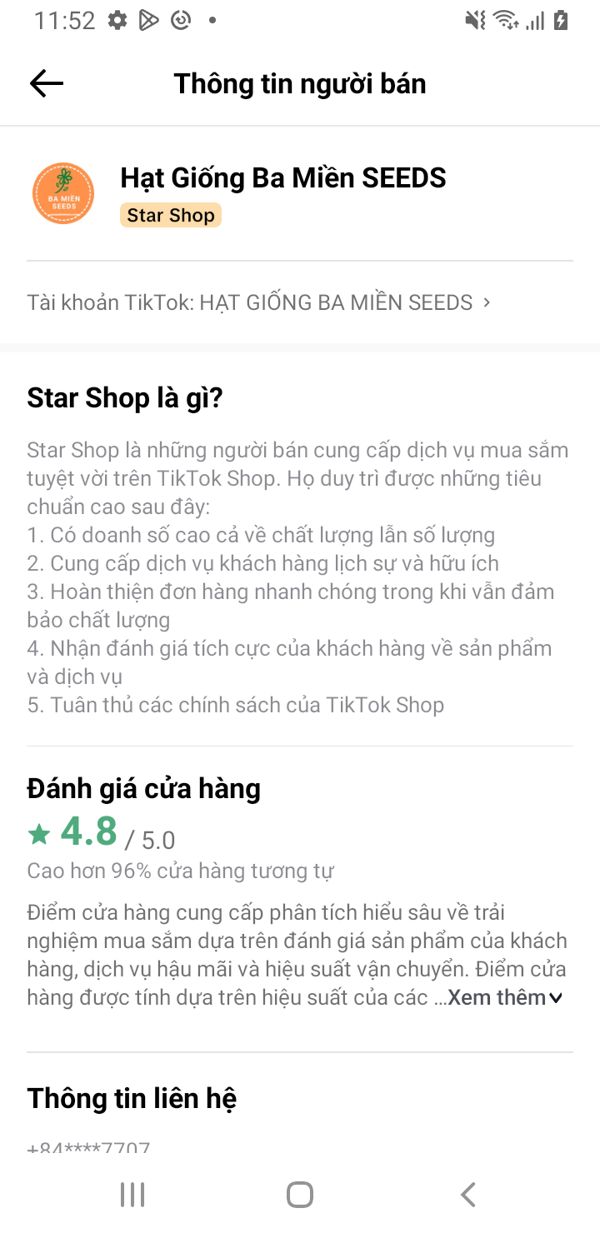 11:52
Thông tin người bán
BA MIỀN
SEEDS
Hạt Giống Ba Miền SEEDS
Star Shop
Tài khoản TikTok: HẠT GIỐNG BA MIỀN SEEDS >
Star Shop là gì?
Star Shop là những người bán cung cấp dịch vụ mua sắm
tuyệt vời trên TikTok Shop. Họ duy trì được những tiêu
chuẩn cao sau đây:
1. Có doanh số cao cả về chất lượng lẫn số lượng
2. Cung cấp dịch vụ khách hàng lịch sự và hữu ích
3. Hoàn thiện đơn hàng nhanh chóng trong khi vẫn đảm
bảo chất lượng
4. Nhận đánh giá tích cực của khách hàng về sản phẩm
và dịch vụ
5. Tuân thủ các chính sách của TikTok Shop
Đánh giá cửa hàng
4.8 / 5.0
Cao hơn 96% cửa hàng tương tự
Điểm cửa hàng cung cấp phân tích hiểu sâu về trải
nghiệm mua sắm dựa trên đánh giá sản phẩm của khách
hàng, dịch vụ hậu mãi và hiệu suất vận chuyển. Điểm cửa
hàng được tính dựa trên hiệu suất của các ...Xem thêm
Thông tin liên hệ
+84****7707